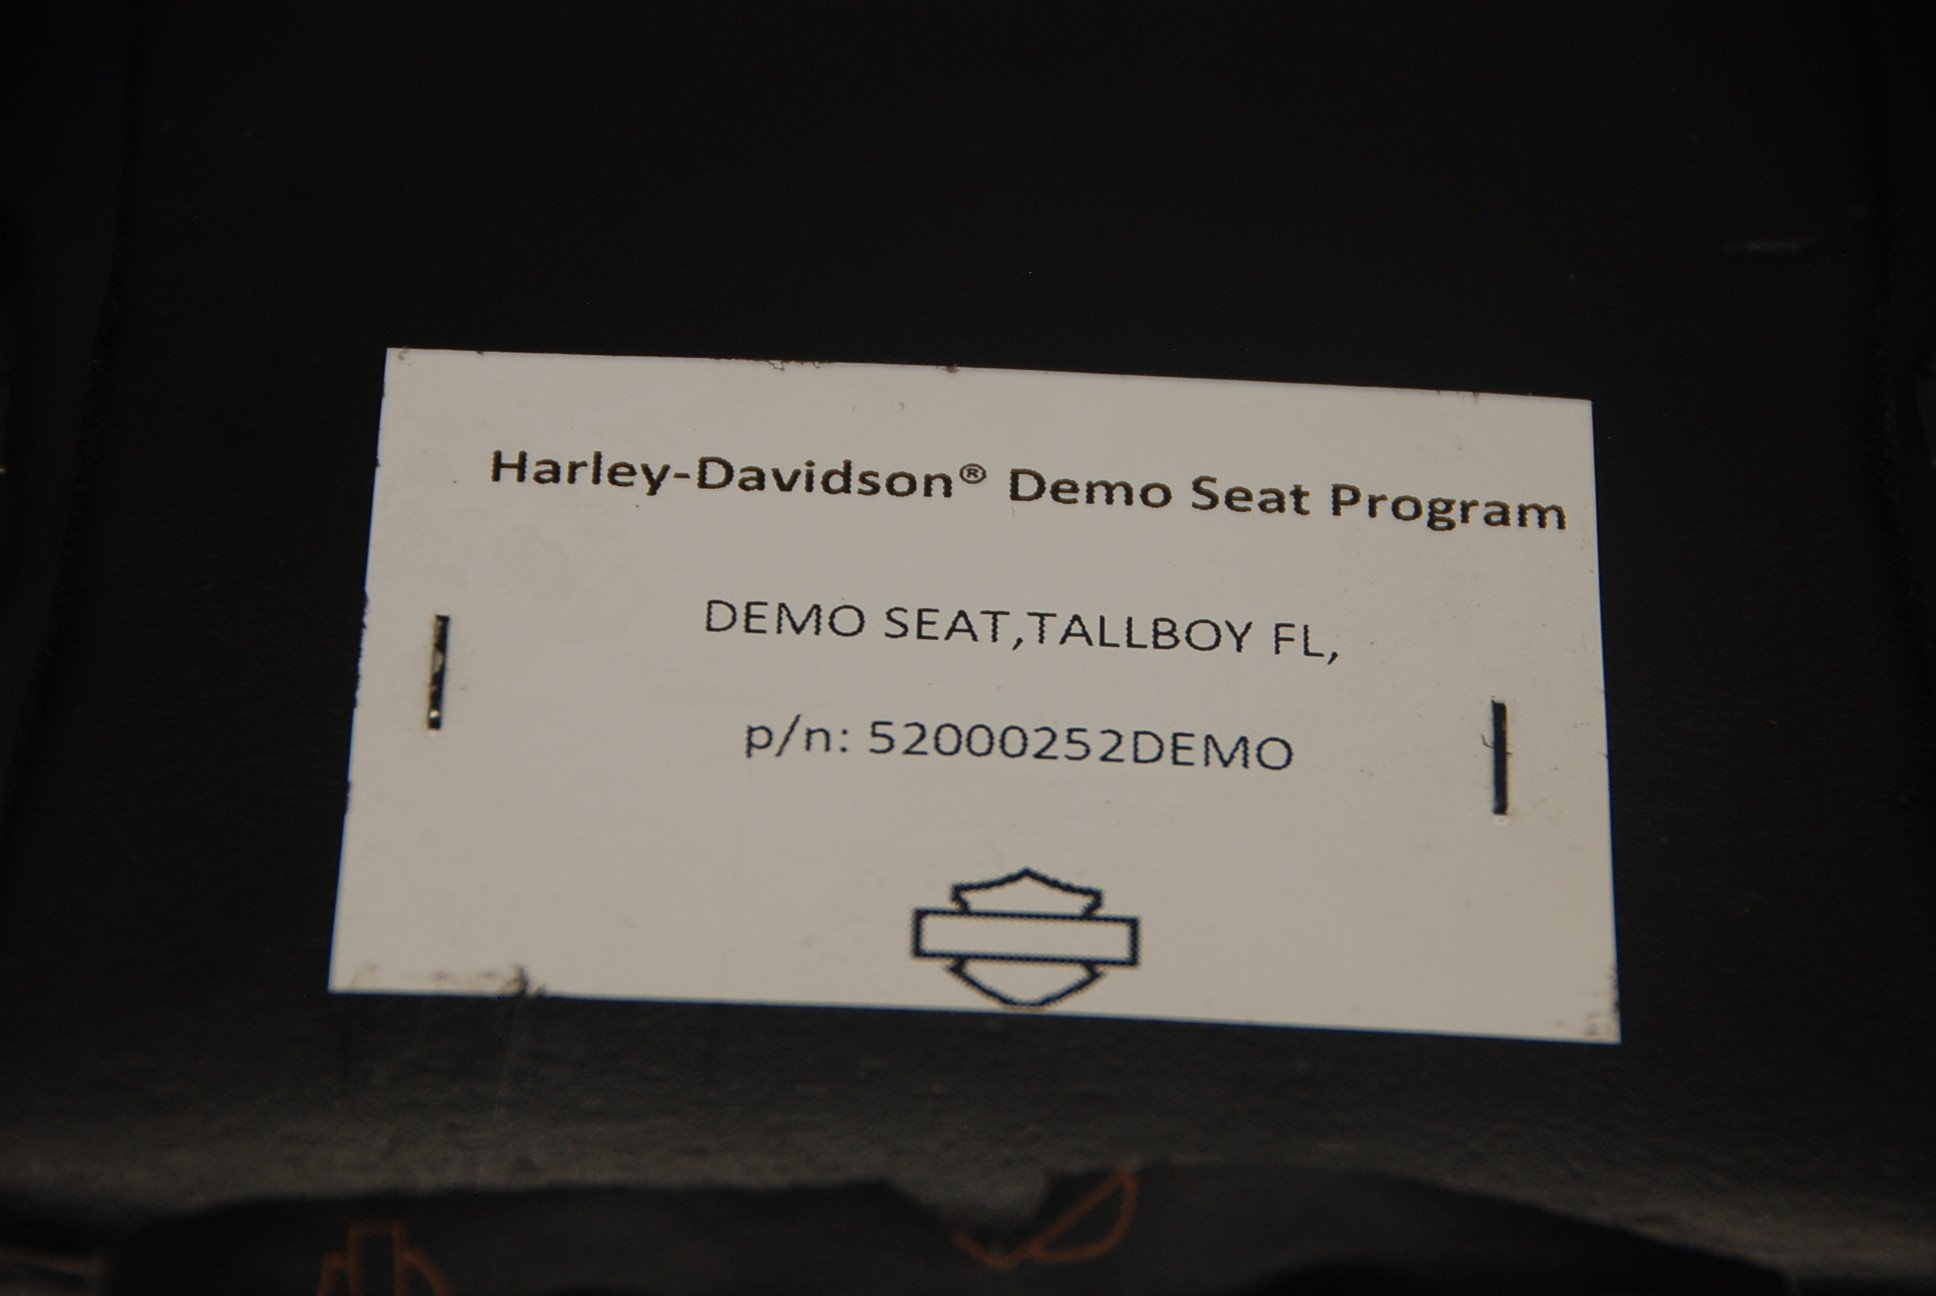 Harley-Davidson® Demo Seat Program
DEMO SEAT,TALLBOY FL,
p/n: 52000252DEMO